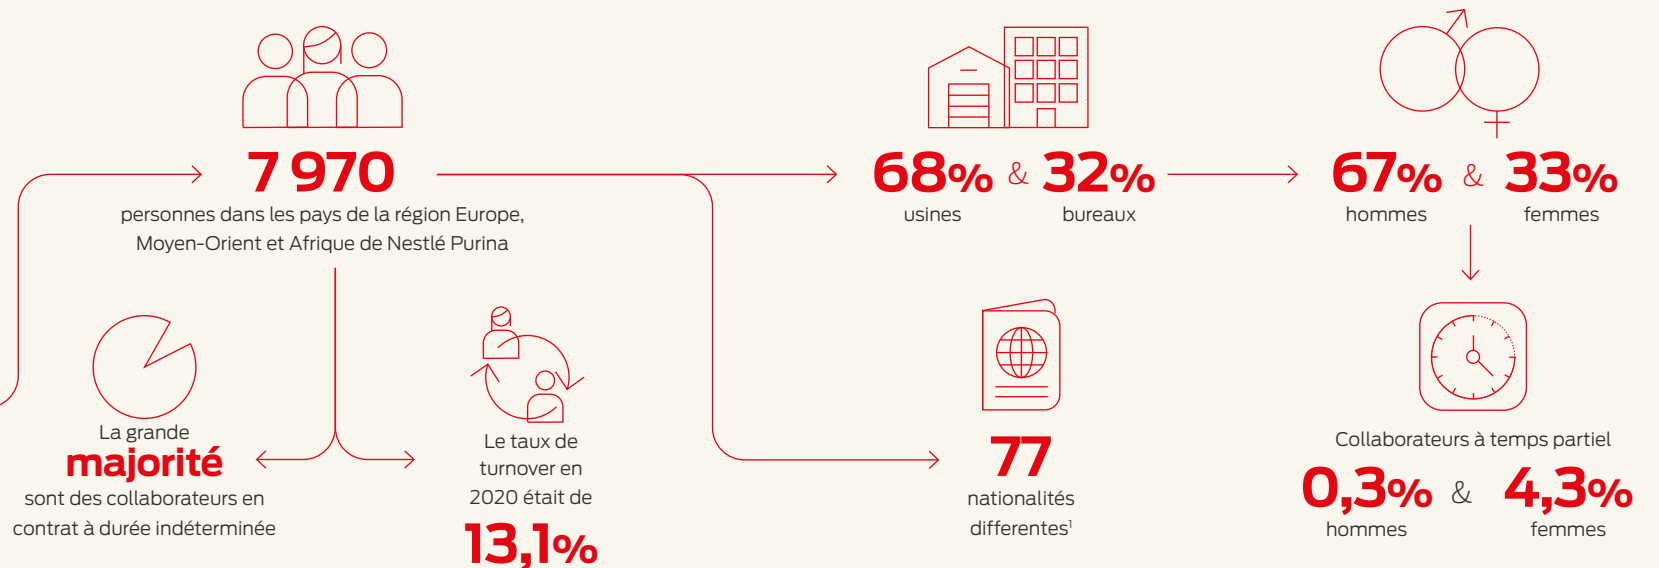 7 970
personnes dans les pays de la région Europe,
Moyen-Orient et Afrique de Nestlé Purina
68% & 32%
usines bureaux
67% & 33%
hommes femmes
La grande
majorité
sont des collaborateurs en
contrat à durée indéterminée
Le taux de
turnover en
2020 était de
13,1%
77
nationalités
differentes¹
Collaborateurs à temps partiel
0,3% & 4,3%
hommes femmes